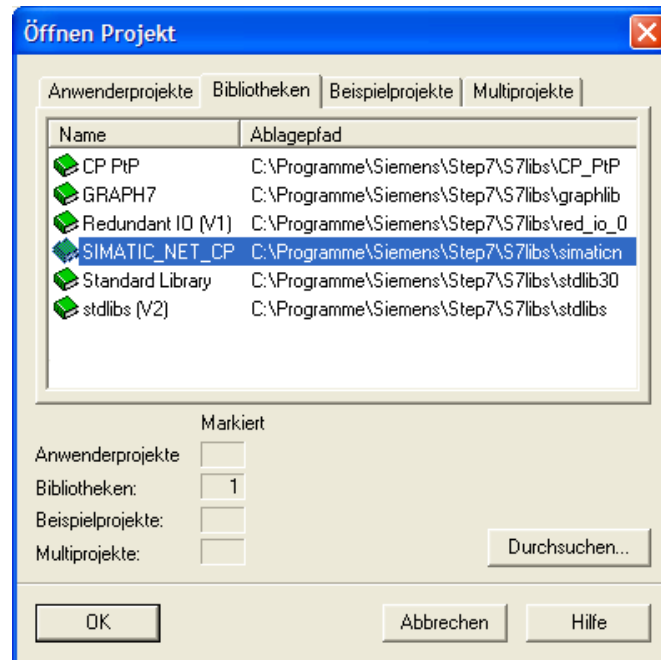 Öffnen Projekt
Anwenderprojekte Bibliotheken Beispielprojekte Multiprojekte
Name Ablagepfad
CP PtP C:\Programme\Siemens\Step7\S7libs\CP_PtP
GRAPH7 C:\Programme\Siemens\Step7\S7libs\graphlib
Redundant IO (V1) C:\Programme\Siemens\Step7\S7libs\red_io_0
SIMATIC_NET_CP C:\Programme\Siemens\Step7\S7libs\simaticn
Standard Library C:\Programme\Siemens\Step7\S7libs\stdlib30
stdlibs (V2) C:\Programme\Siemens\Step7\S7libs\stdlibs
Markiert
Anwenderprojekte
Bibliotheken: 1
Beispielprojekte:
Multiprojekte:
Durchsuchen...
OK Abbrechen Hilfe